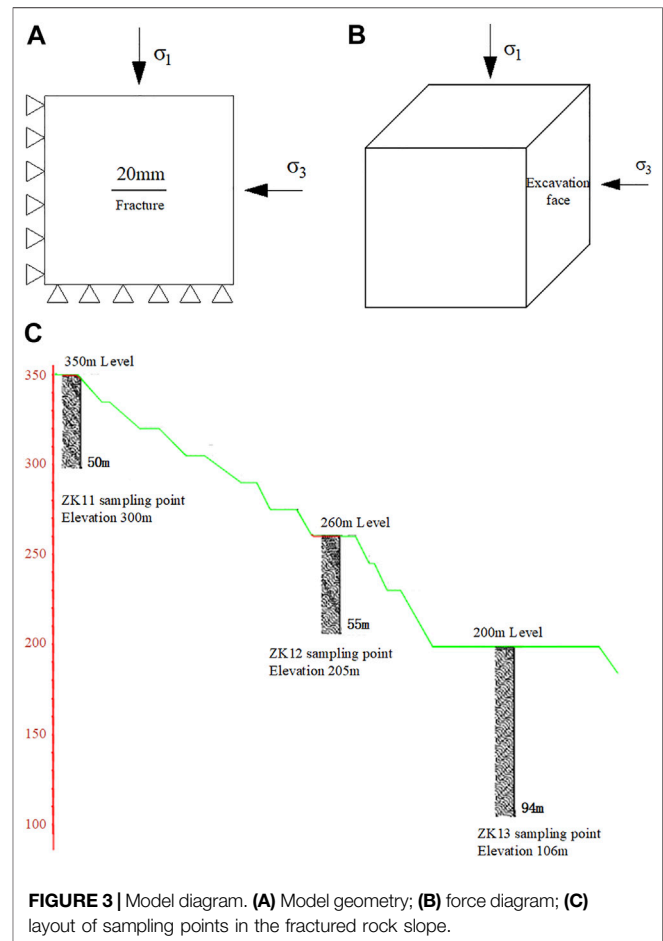 A
σ1
σ3
20mm
Fracture
B
σ1
σ3
Excavation
face
C
350m Level
350
50m
300
ZK11 sampling point
Elevation 300m
260m Level
250
55m
200
200m Level
ZK12 sampling point
Elevation 205m
150
94m
100
ZK13 sampling point
Elevation 106m
FIGURE 3 | Model diagram. (A) Model geometry; (B) force diagram; (C)
layout of sampling points in the fractured rock slope.